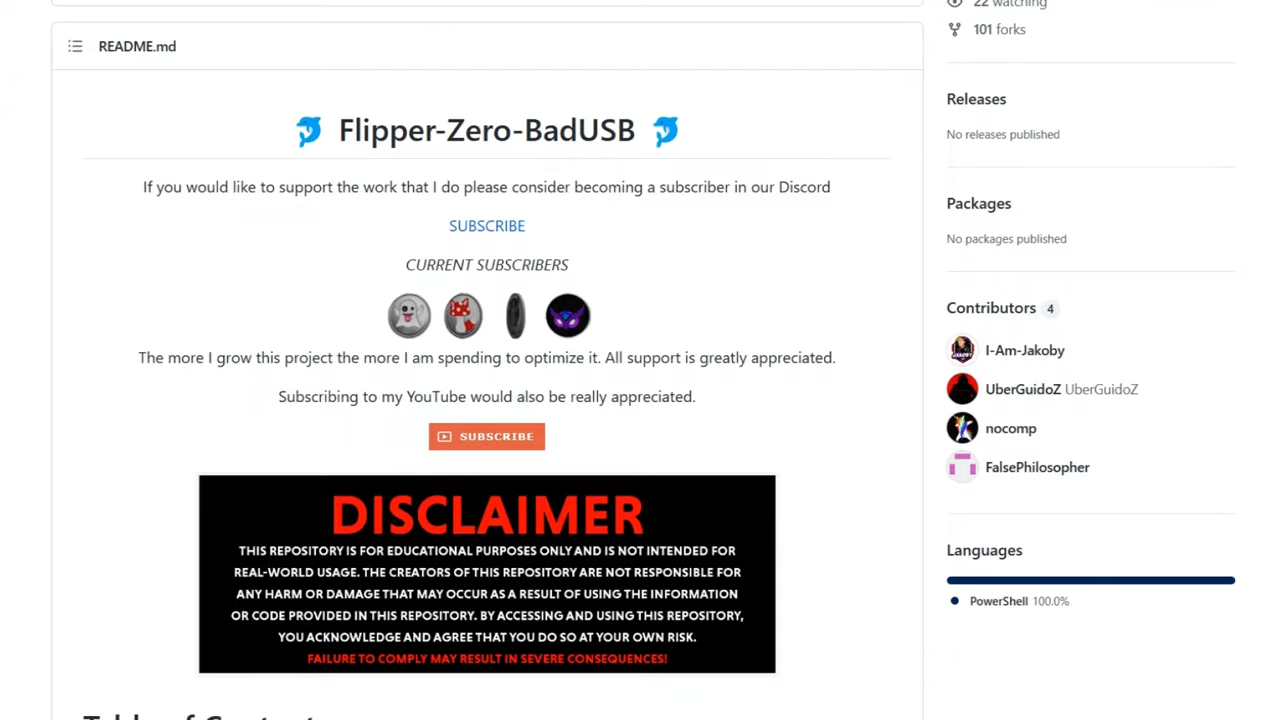 22 watching
101 forks
README.md
Flipper-Zero-BadUSB
If you would like to support the work that I do please consider becoming a subscriber in our Discord
SUBSCRIBE
CURRENT SUBSCRIBERS
The more I grow this project the more I am spending to optimize it. All support is greatly appreciated.
Subscribing to my YouTube would also be really appreciated.
SUBSCRIBE
DISCLAIMER
THIS REPOSITORY IS FOR EDUCATIONAL PURPOSES ONLY AND IS NOT INTENDED FOR
REAL-WORLD USAGE. THE CREATORS OF THIS REPOSITORY ARE NOT RESPONSIBLE FOR
ANY HARM OR DAMAGE THAT MAY OCCUR AS A RESULT OF USING THE INFORMATION
OR CODE PROVIDED IN THIS REPOSITORY. BY ACCESSING AND USING THIS REPOSITORY,
YOU ACKNOWLEDGE AND AGREE THAT YOU DO SO AT YOUR OWN RISK.
FAILURE TO COMPLY MAY RESULT IN SEVERE CONSEQUENCES!
Releases
No releases published
Packages
No packages published
Contributors 4
I-Am-Jakoby
UberGuidoZ UberGuidoZ
nocomp
FalsePhilosopher
Languages
PowerShell 100.0%